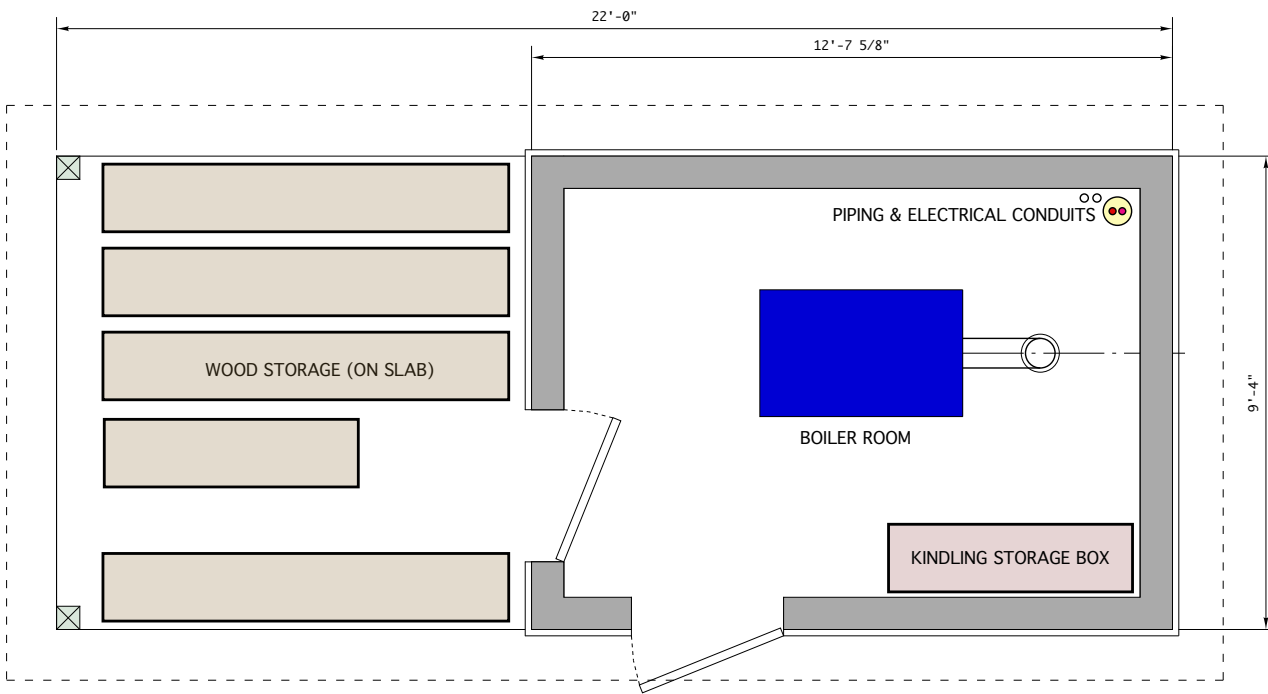 22'-0"
12'-7 5/8"
PIPING & ELECTRICAL CONDUITS
WOOD STORAGE (ON SLAB)
9'-4"
BOILER ROOM
KINDLING STORAGE BOX